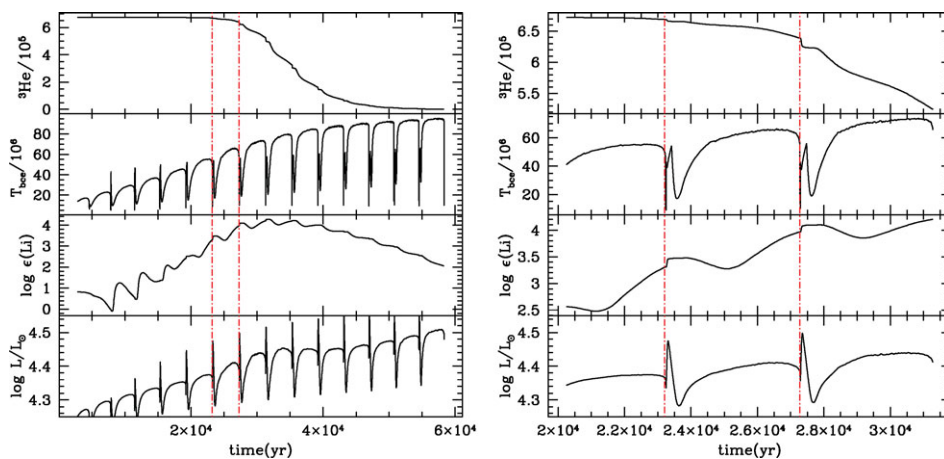 ³He/10⁶
6
4
2
0
T_bce/10⁶
80
60
40
20
log ε(Li)
4
3
2
1
0
log L/L⊙
4.5
4.4
4.3
2×10⁴ 4×10⁴ 6×10⁴
time(yr)
³He/10⁶
6.5
6
5.5
T_bce/10⁶
60
40
20
log ε(Li)
4
3.5
3
2.5
log L/L⊙
4.5
4.4
4.3
2×10⁴ 2.2×10⁴ 2.4×10⁴ 2.6×10⁴ 2.8×10⁴ 3×10⁴
time(yr)